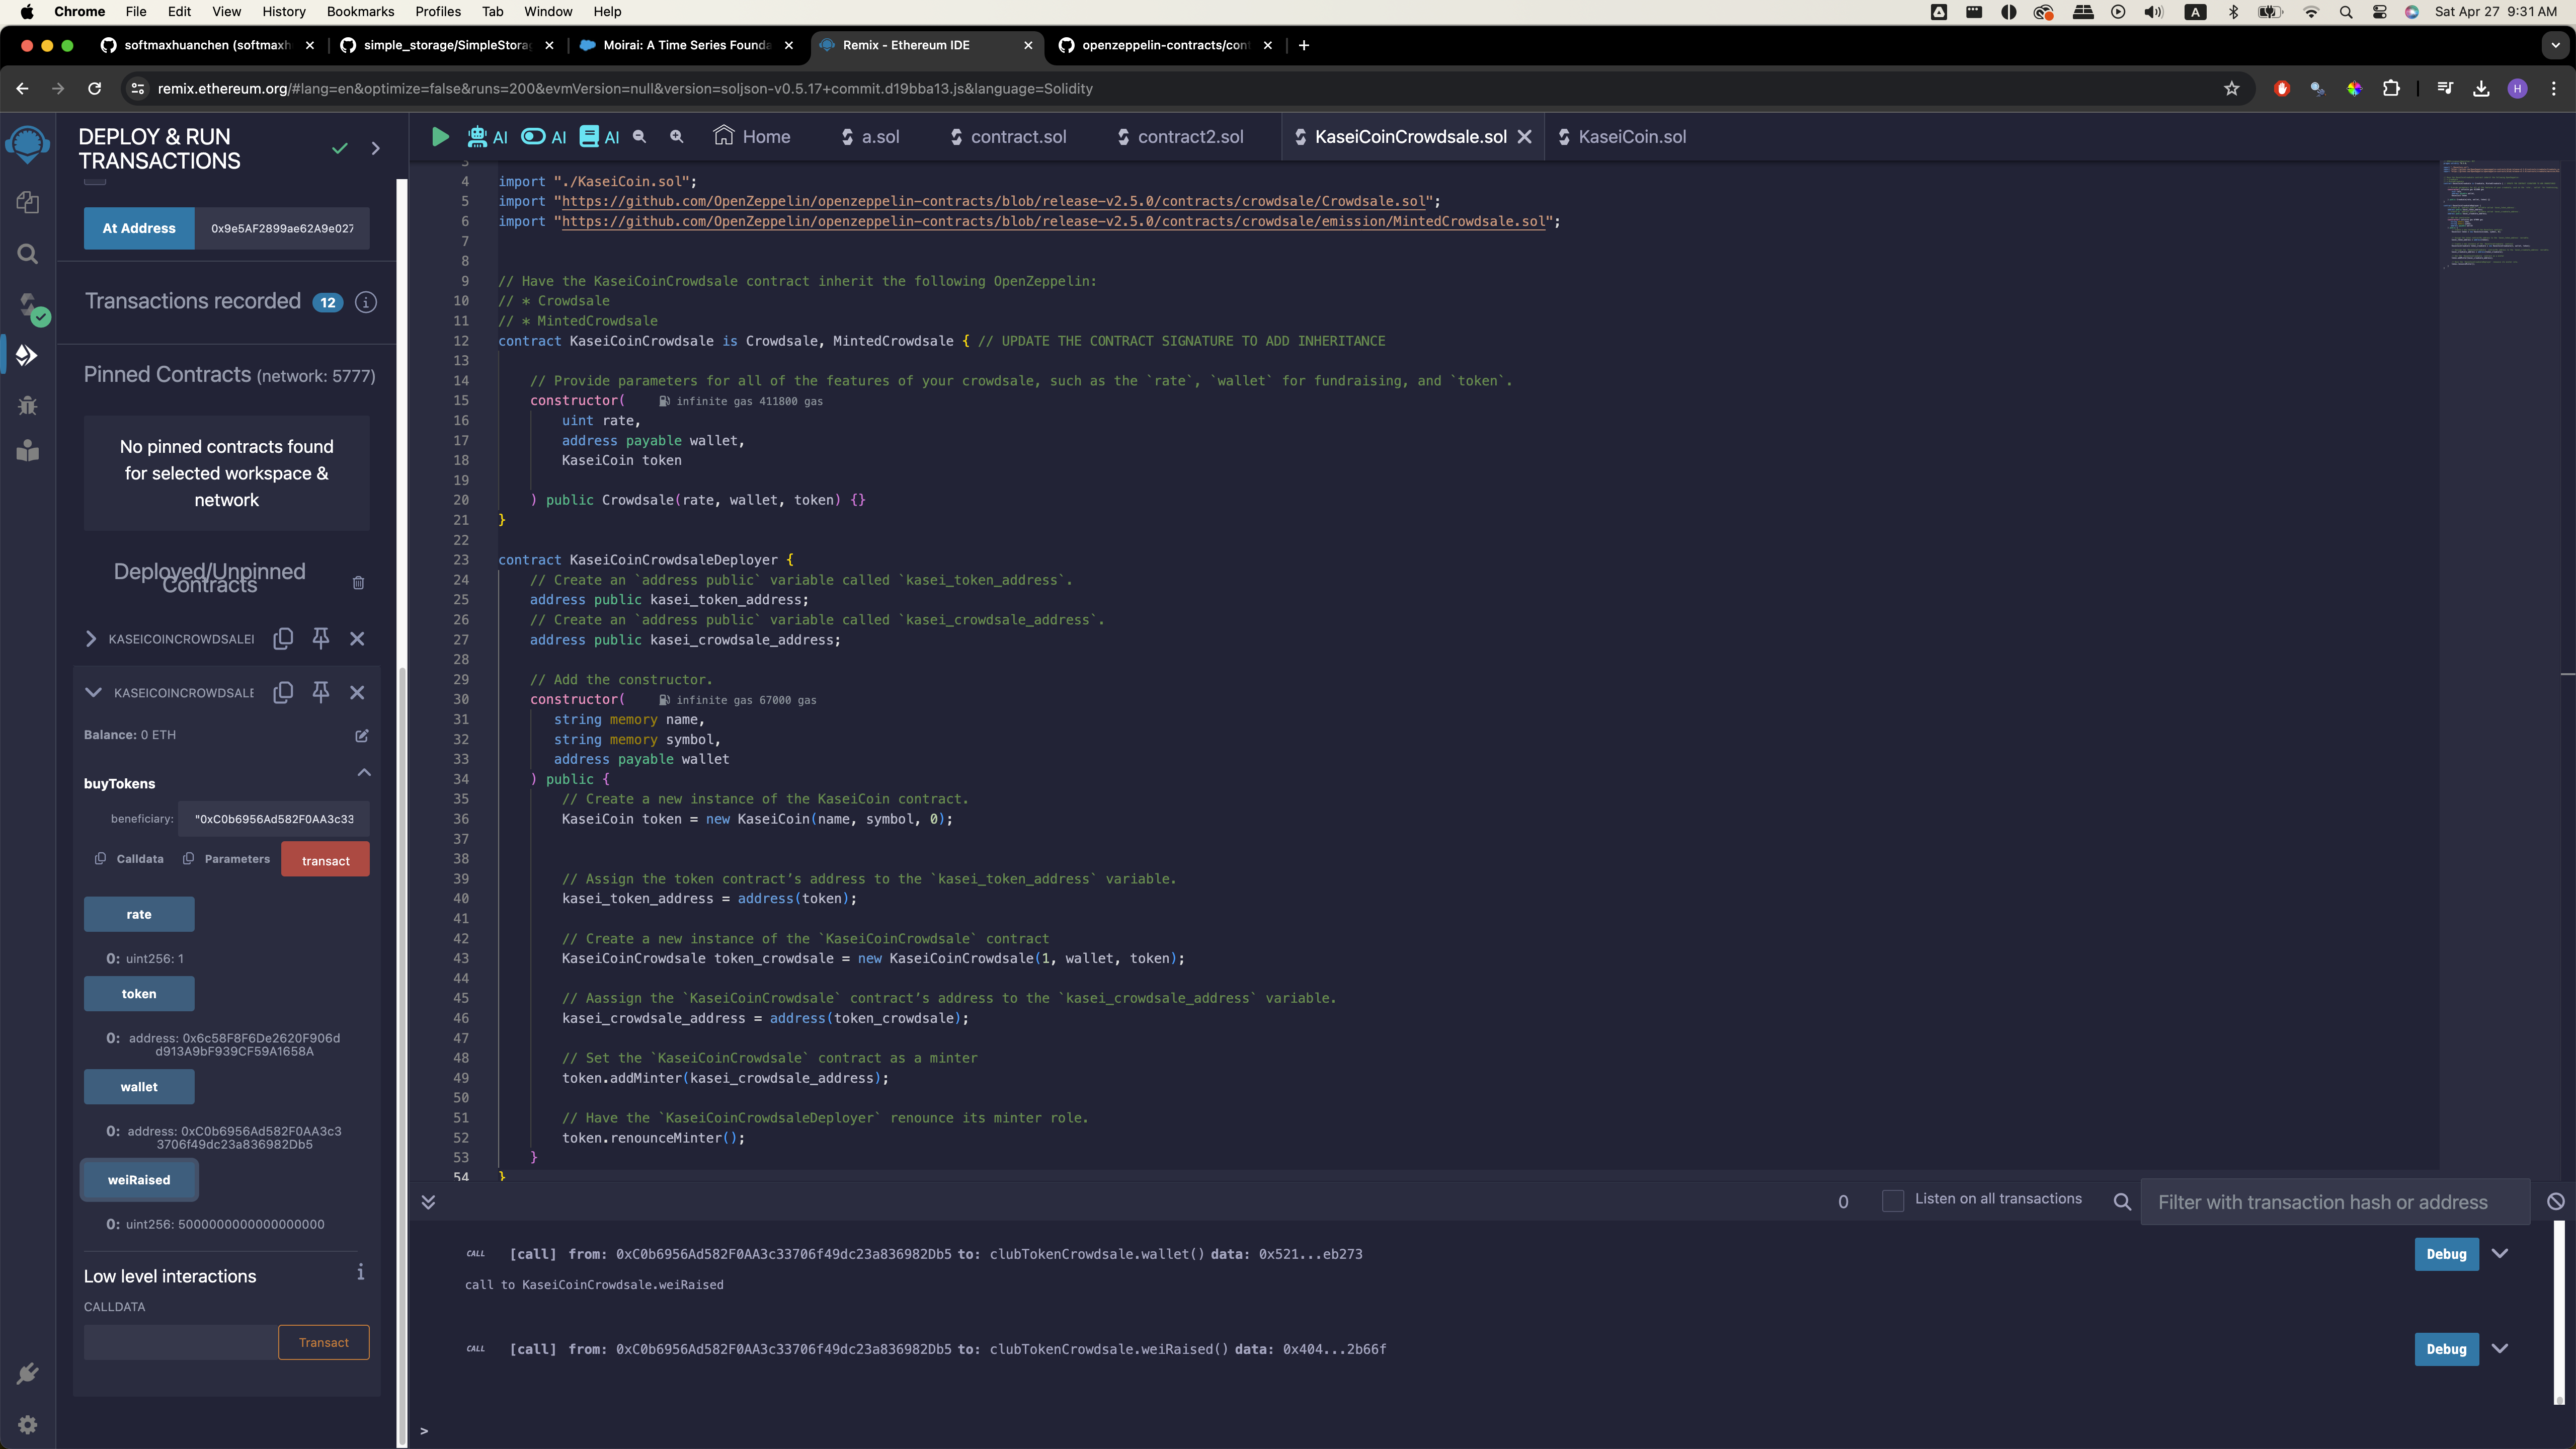 Chrome File Edit View History Bookmarks Profiles Tab Window Help
A
Sat Apr 27 9:31 AM
softmaxhuanchen (softmaxh
simple_storage/SimpleStorag
Moirai: A Time Series Founda
Remix - Ethereum IDE
openzeppelin-contracts/cont
remix.ethereum.org/#lang=en&optimize=false&runs=200&evmVersion=null&version=soljson-v0.5.17+commit.d19bba13.js&language=Solidity
H
DEPLOY & RUN
TRANSACTIONS
At Address
0x9e5AF2899ae62A9e027
Transactions recorded 12 i
Pinned Contracts (network: 5777)
No pinned contracts found
for selected workspace &
network
Deployed/Unpinned
Contracts
KASEICOINCROWDSALEI
KASEICOINCROWDSALE
Balance: 0 ETH
buyTokens
beneficiary: "0xC0b6956Ad582F0AA3c33
Calldata Parameters transact
rate
0: uint256: 1
token
0: address: 0x6c58F8F6De2620F906d
d913A9bF939CF59A1658A
wallet
0: address: 0xC0b6956Ad582F0AA3c3
3706f49dc23a836982Db5
weiRaised
0: uint256: 5000000000000000000
Low level interactions i
CALLDATA
Transact
AI AI AI Home a.sol contract.sol contract2.sol KaseiCoinCrowdsale.sol KaseiCoin.sol
3
4 import "./KaseiCoin.sol";
5 import "https://github.com/OpenZeppelin/openzeppelin-contracts/blob/release-v2.5.0/contracts/crowdsale/Crowdsale.sol";
6 import "https://github.com/OpenZeppelin/openzeppelin-contracts/blob/release-v2.5.0/contracts/crowdsale/emission/MintedCrowdsale.sol";
7
8
9 // Have the KaseiCoinCrowdsale contract inherit the following OpenZeppelin:
10 // * Crowdsale
11 // * MintedCrowdsale
12 contract KaseiCoinCrowdsale is Crowdsale, MintedCrowdsale { // UPDATE THE CONTRACT SIGNATURE TO ADD INHERITANCE
13
14 // Provide parameters for all of the features of your crowdsale, such as the `rate`, `wallet` for fundraising, and `token`.
15 constructor( infinite gas 411800 gas
16 uint rate,
17 address payable wallet,
18 KaseiCoin token
19
20 ) public Crowdsale(rate, wallet, token) {}
21 }
22
23 contract KaseiCoinCrowdsaleDeployer {
24 // Create an `address public` variable called `kasei_token_address`.
25 address public kasei_token_address;
26 // Create an `address public` variable called `kasei_crowdsale_address`.
27 address public kasei_crowdsale_address;
28
29 // Add the constructor.
30 constructor( infinite gas 67000 gas
31 string memory name,
32 string memory symbol,
33 address payable wallet
34 ) public {
35 // Create a new instance of the KaseiCoin contract.
36 KaseiCoin token = new KaseiCoin(name, symbol, 0);
37
38
39 // Assign the token contract’s address to the `kasei_token_address` variable.
40 kasei_token_address = address(token);
41
42 // Create a new instance of the `KaseiCoinCrowdsale` contract
43 KaseiCoinCrowdsale token_crowdsale = new KaseiCoinCrowdsale(1, wallet, token);
44
45 // Aassign the `KaseiCoinCrowdsale` contract’s address to the `kasei_crowdsale_address` variable.
46 kasei_crowdsale_address = address(token_crowdsale);
47
48 // Set the `KaseiCoinCrowdsale` contract as a minter
49 token.addMinter(kasei_crowdsale_address);
50
51 // Have the `KaseiCoinCrowdsaleDeployer` renounce its minter role.
52 token.renounceMinter();
53 }
54 }
0 Listen on all transactions Filter with transaction hash or address
CALL [call] from: 0xC0b6956Ad582F0AA3c33706f49dc23a836982Db5 to: clubTokenCrowdsale.wallet() data: 0x521...eb273 Debug
call to KaseiCoinCrowdsale.weiRaised
CALL [call] from: 0xC0b6956Ad582F0AA3c33706f49dc23a836982Db5 to: clubTokenCrowdsale.weiRaised() data: 0x404...2b66f Debug
>